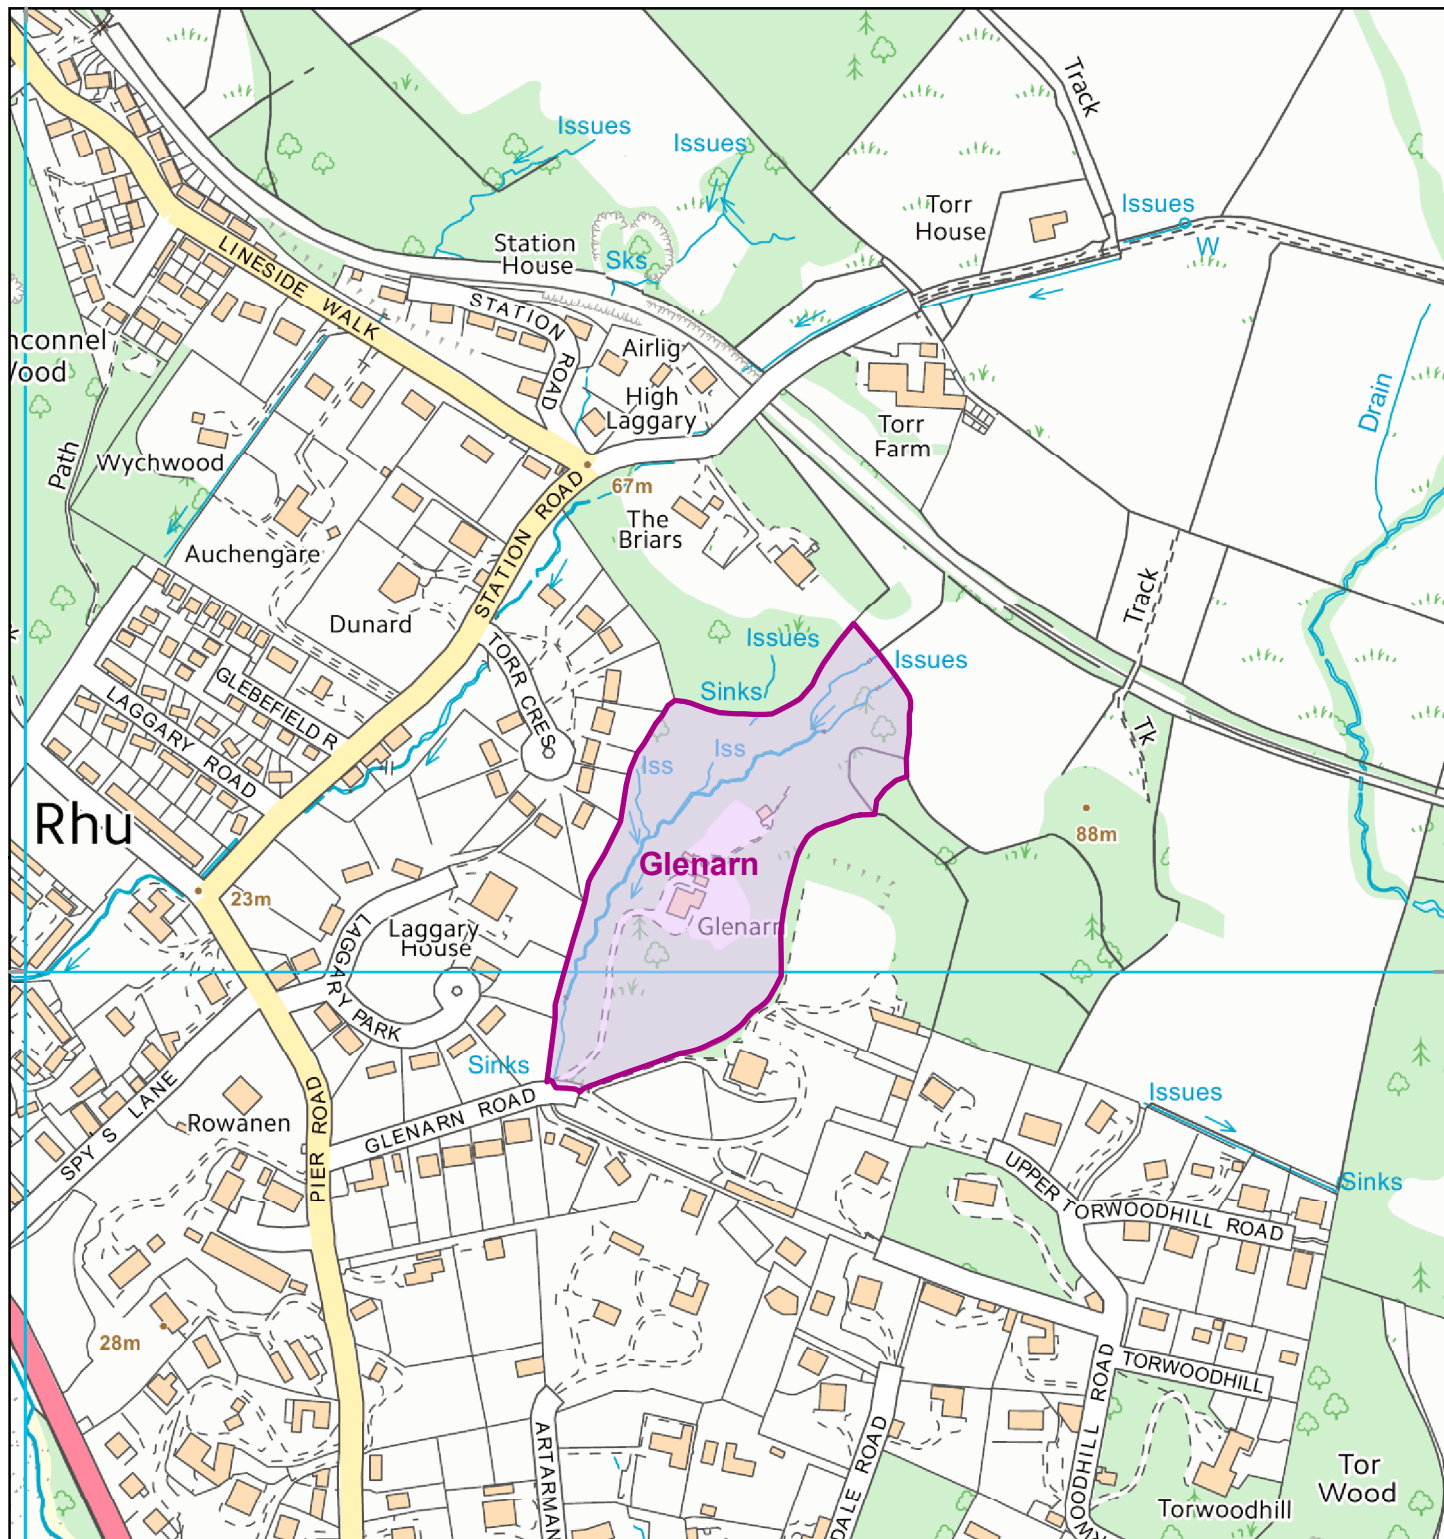 Track
Issues
Issues
Torr
House
Issues
W
LINESIDE WALK
Station
House
Sks
STATION ROAD
nconnel
Airlig
High
Laggary
Drain
Torr
Farm
Path
Wychwood
67m
STATION ROAD
The
Briars
Auchengare
Track
Dunard
Issues
Issues
TORR CRES
Sinks
GLEBEFIELD R
LAGGARY ROAD
Tk
Iss
Iss
Rhu
88m
Glenarn
23m
LAGGARY PARK
Laggary
House
Glenarn
Sinks
SPY S LANE
Rowanen
PIER ROAD
GLENARN ROAD
Issues
UPPER TORWOODHILL ROAD
Sinks
28m
TORWOODHILL
ARTARMAN
DALE ROAD
WOODHILL ROAD
Tor
Wood
Torwoodhill